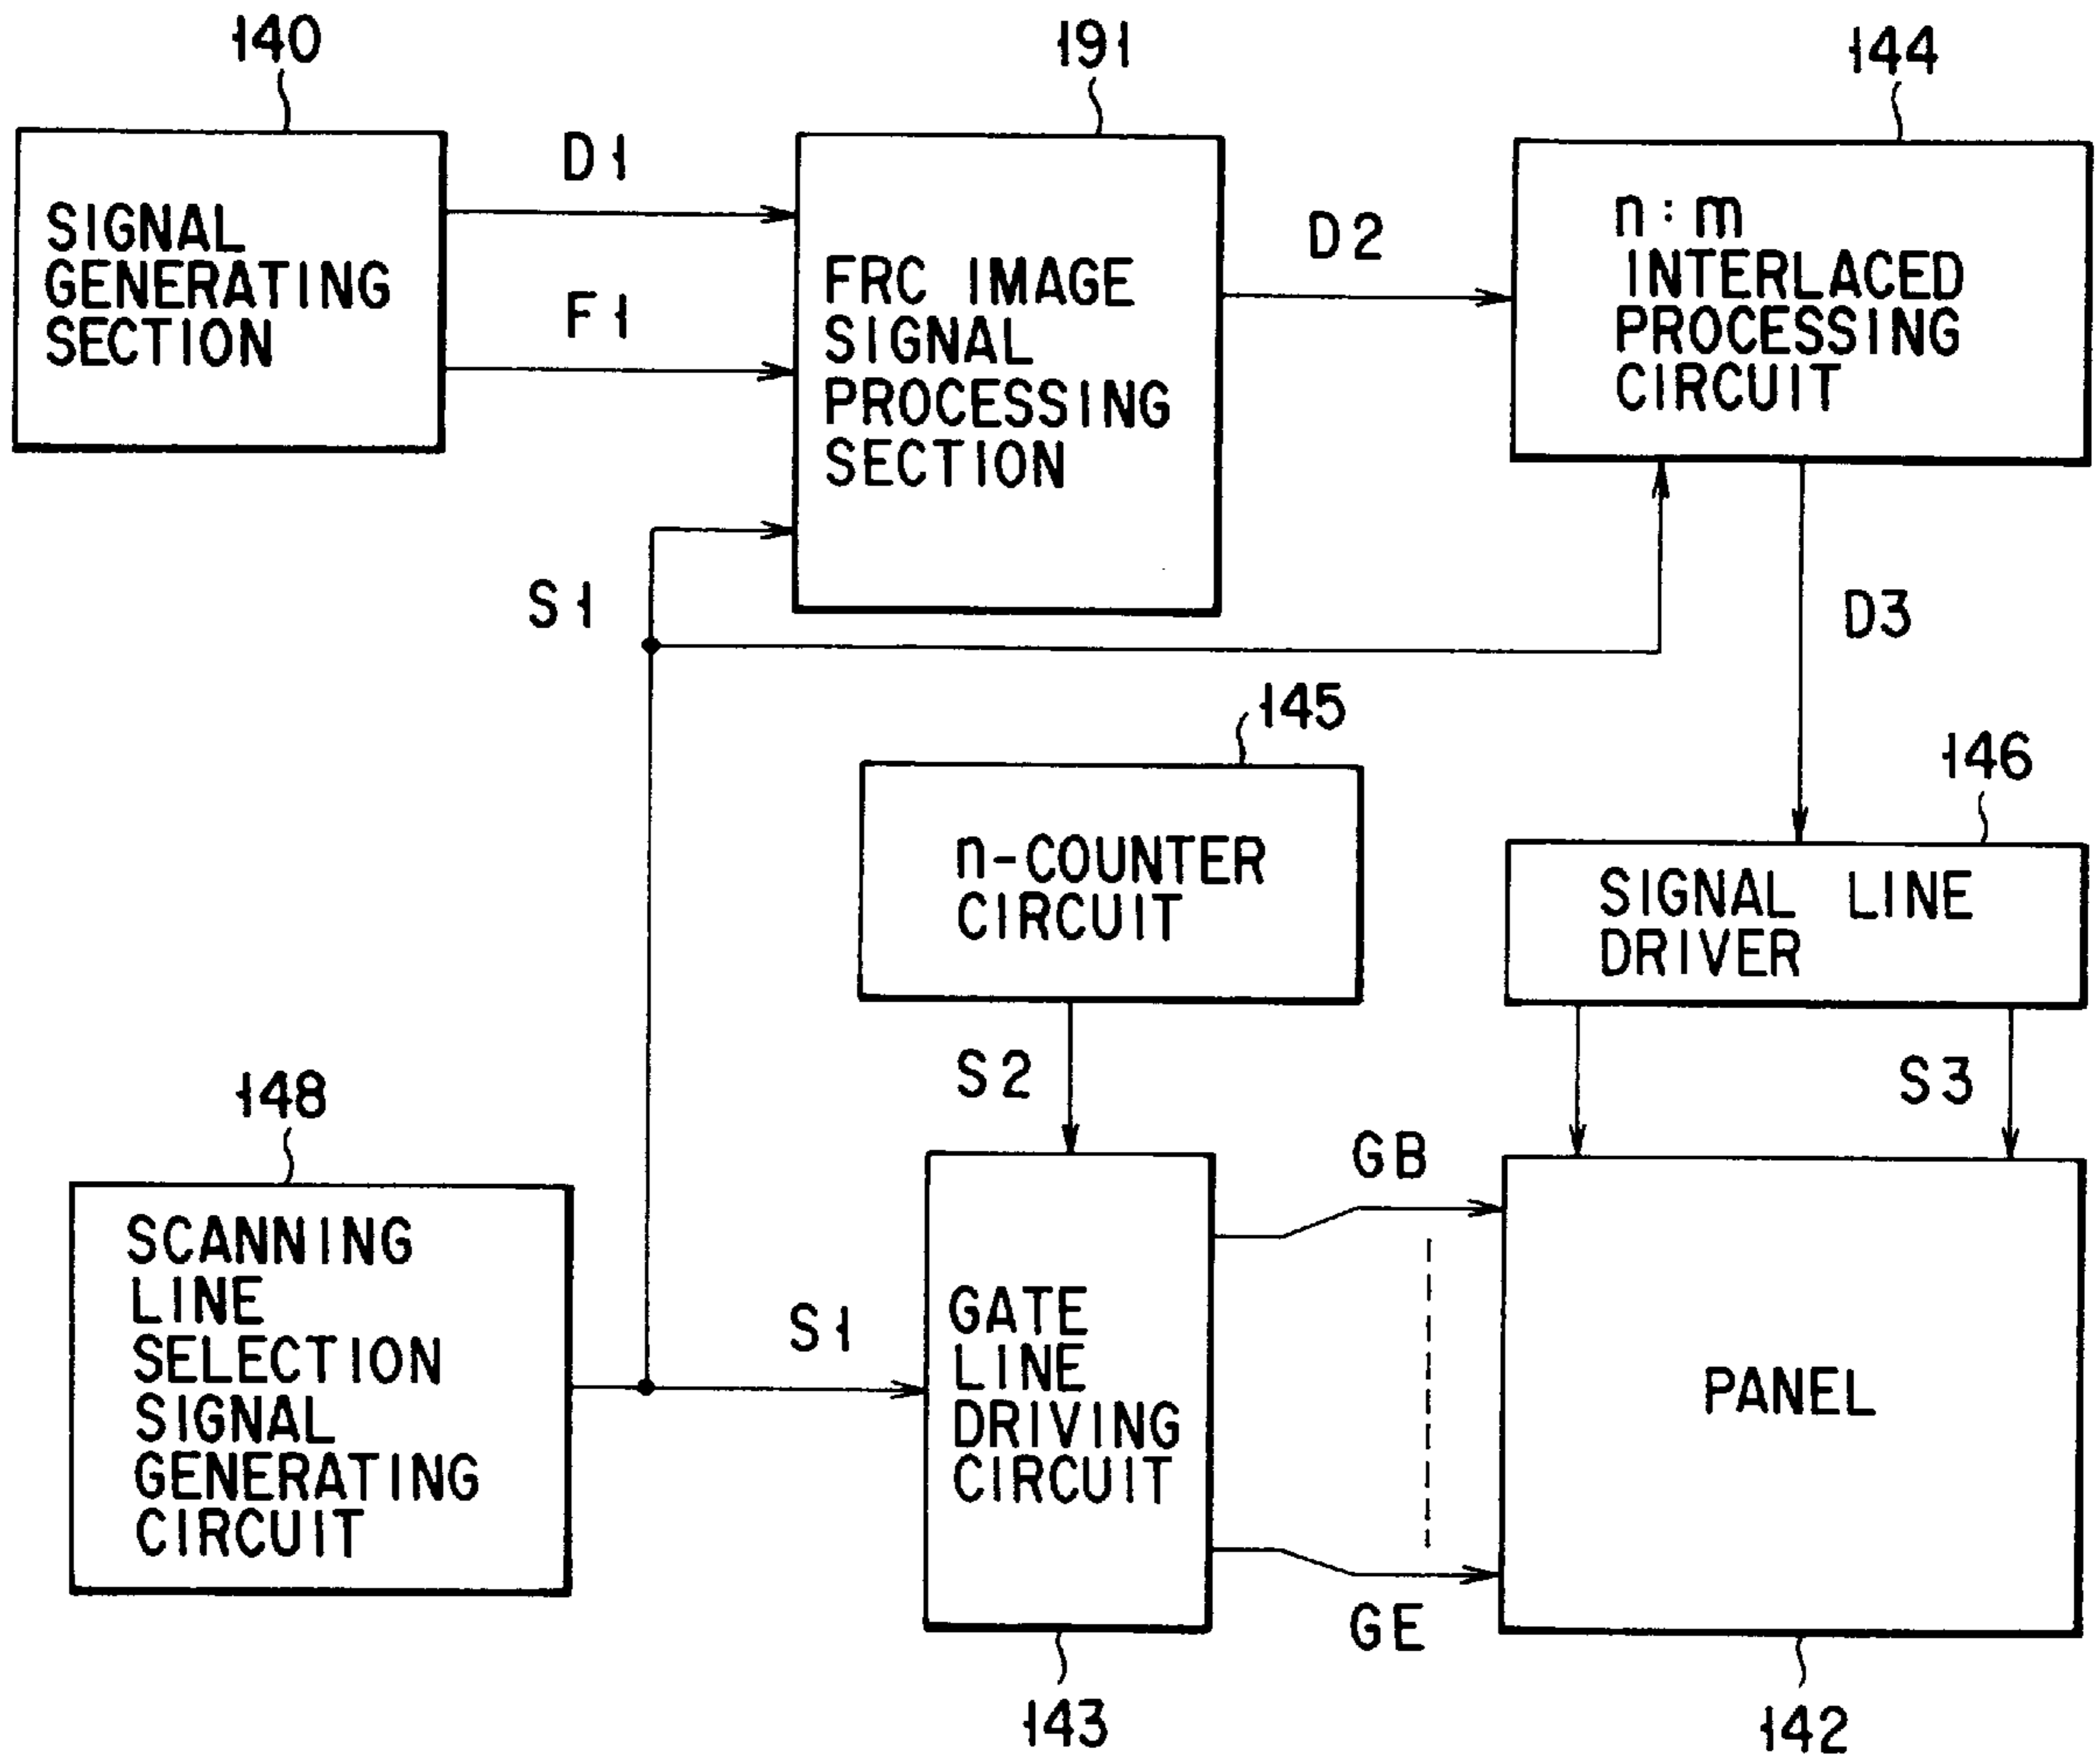 140
191
144
SIGNAL
GENERATING
SECTION
D1
F1
FRC IMAGE
SIGNAL
PROCESSING
SECTION
D2
n:m
INTERLACED
PROCESSING
CIRCUIT
S1
D3
145
146
n-COUNTER
CIRCUIT
SIGNAL LINE
DRIVER
S2
S3
148
SCANNING
LINE
SELECTION
SIGNAL
GENERATING
CIRCUIT
S1
GATE
LINE
DRIVING
CIRCUIT
GB
GE
PANEL
143
142